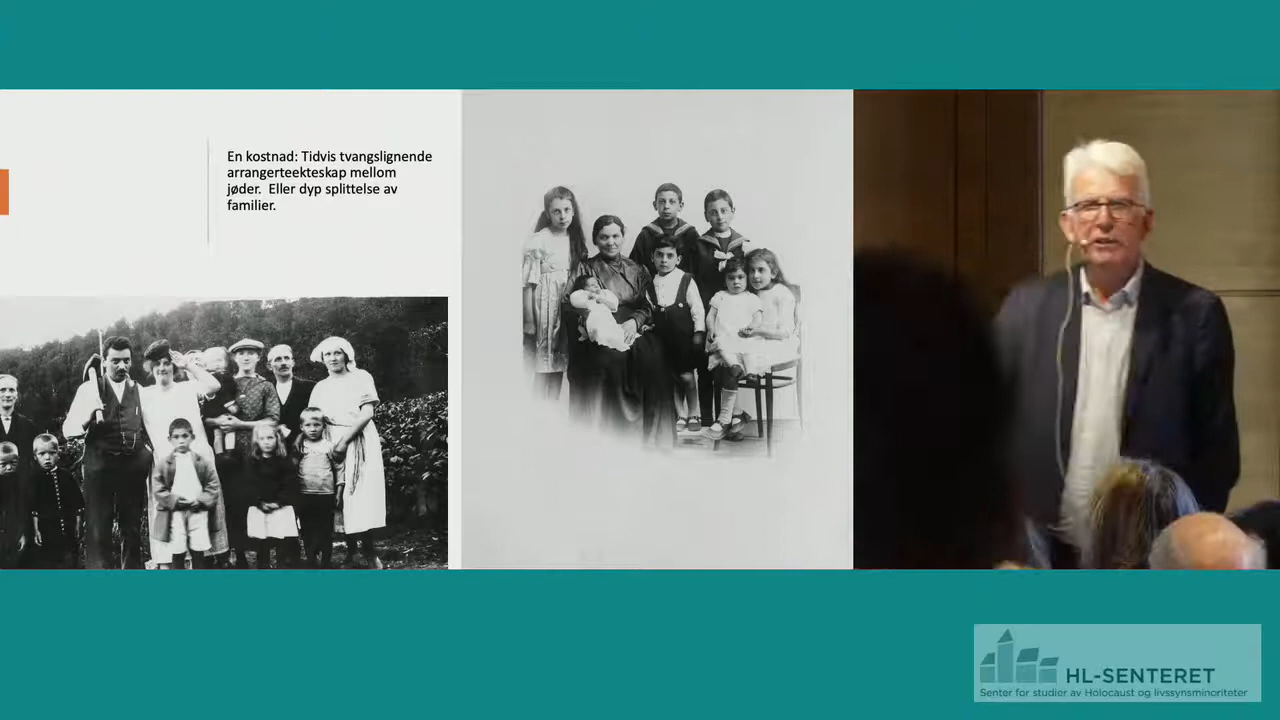 En kostnad: Tidvis tvangslignende
arrangerteekteskap mellom
jøder.  Eller dyp splittelse av
familier.
HL-SENTERET
Senter for studier av Holocaust og livssynsminoriteter